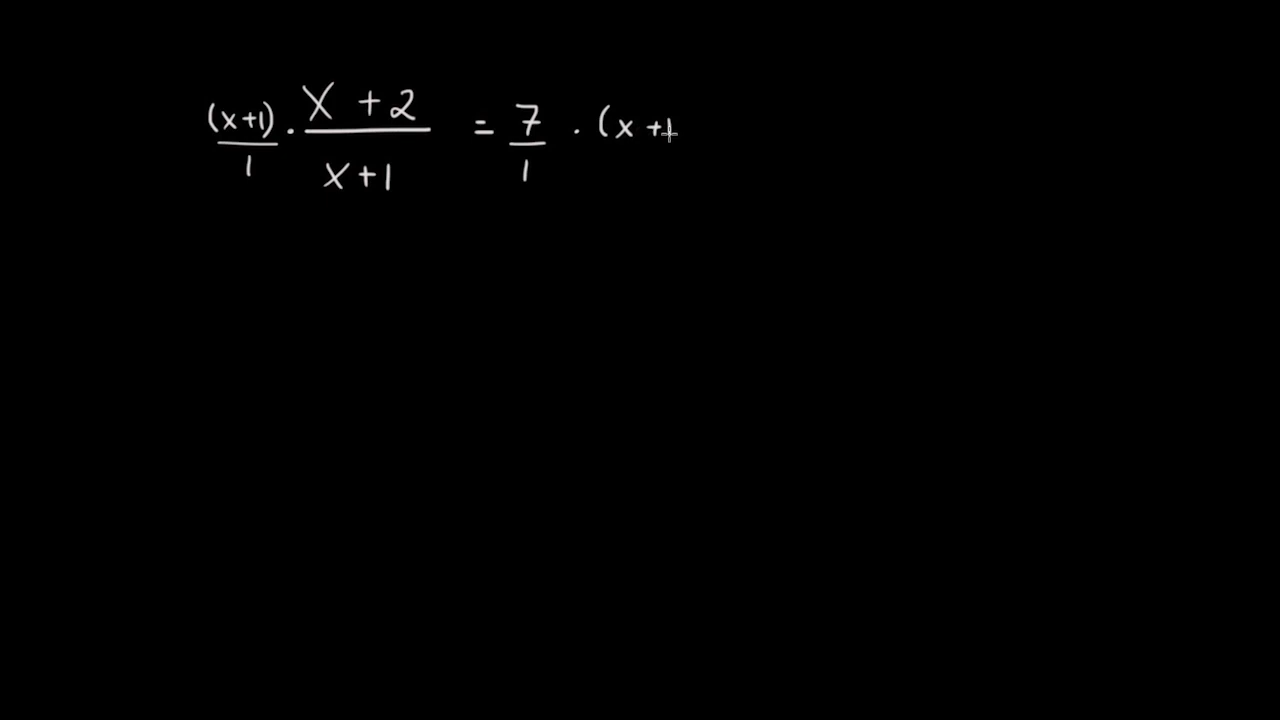 (x+1)/1 · (x+2)/(x+1) = 7/1 · (x+1